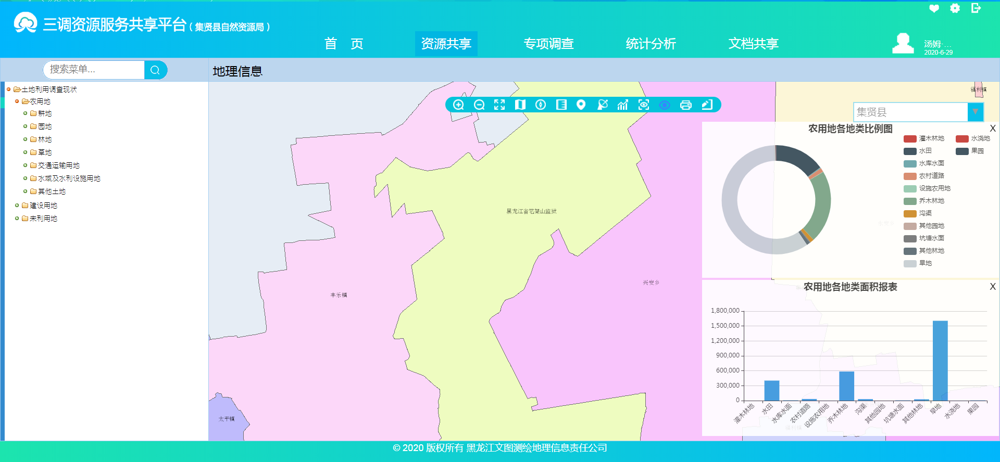 三调资源服务共享平台（集贤县自然资源局）
首 页
资源共享
专项调查
统计分析
文档共享
汤姆-...
2020-6-29
搜索菜单...
地理信息
土地利用调查现状
农用地
耕地
园地
林地
草地
交通运输用地
水域及水利设施用地
其他土地
建设用地
未利用地
福利镇
集贤县
黑龙江省笔架山监狱
兴安乡
丰乐镇
太平镇
农用地各地类比例图
X
灌木林地
水浇地
水田
果园
水库水面
农村道路
设施农用地
乔木林地
沟渠
其他园地
坑塘水面
其他林地
旱地
农用地各地类面积报表
X
1,800,000
1,500,000
1,200,000
900,000
600,000
300,000
0
灌木林地
水田
水库水面
农村道路
设施农用地
乔木林地
沟渠
其他园地
坑塘水面
其他林地
旱地
水浇地
果园
福利镇
© 2020 版权所有 黑龙江文图测绘地理信息责任公司